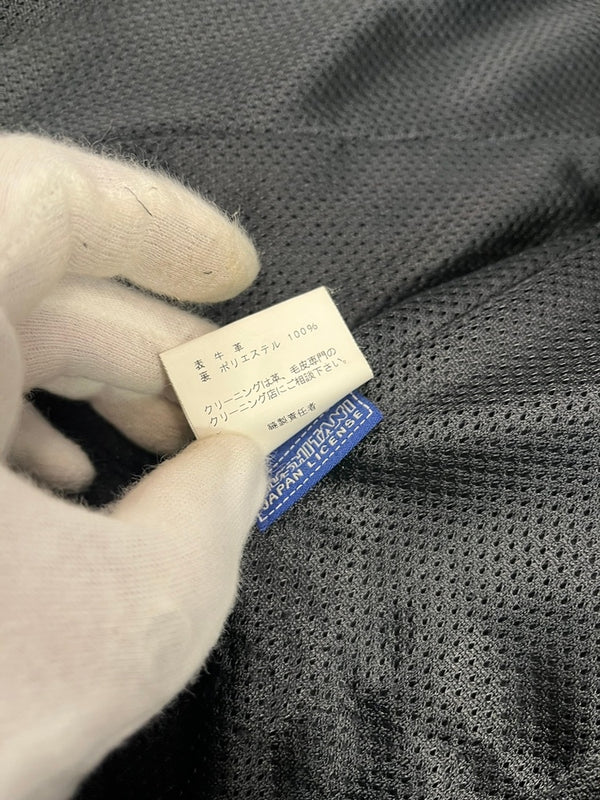 表 牛 革
裏 ポリエステル 100%
クリーニングは革、毛皮専門の
クリーニング店にご相談下さい。
縫製責任者
JAPAN LICENSE